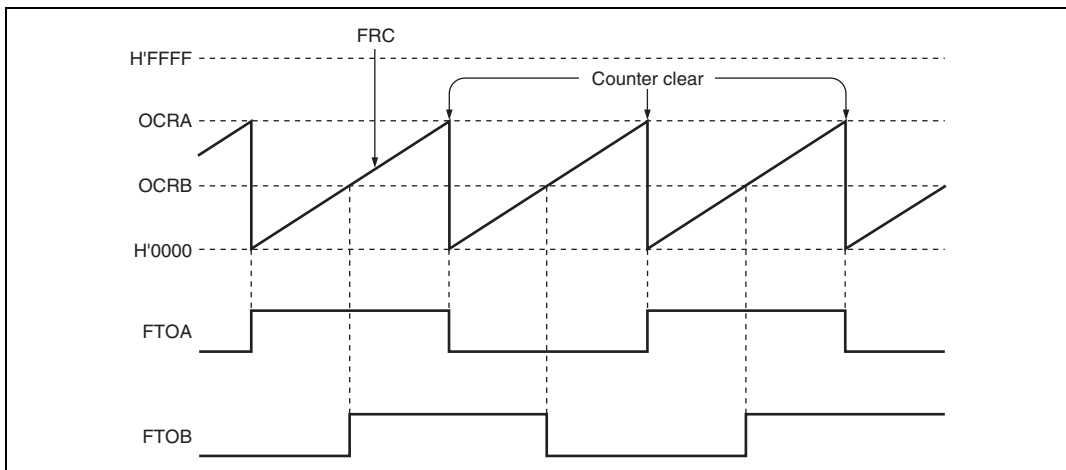 FRC
H'FFFF
Counter clear
OCRA
OCRB
H'0000
FTOA
FTOB